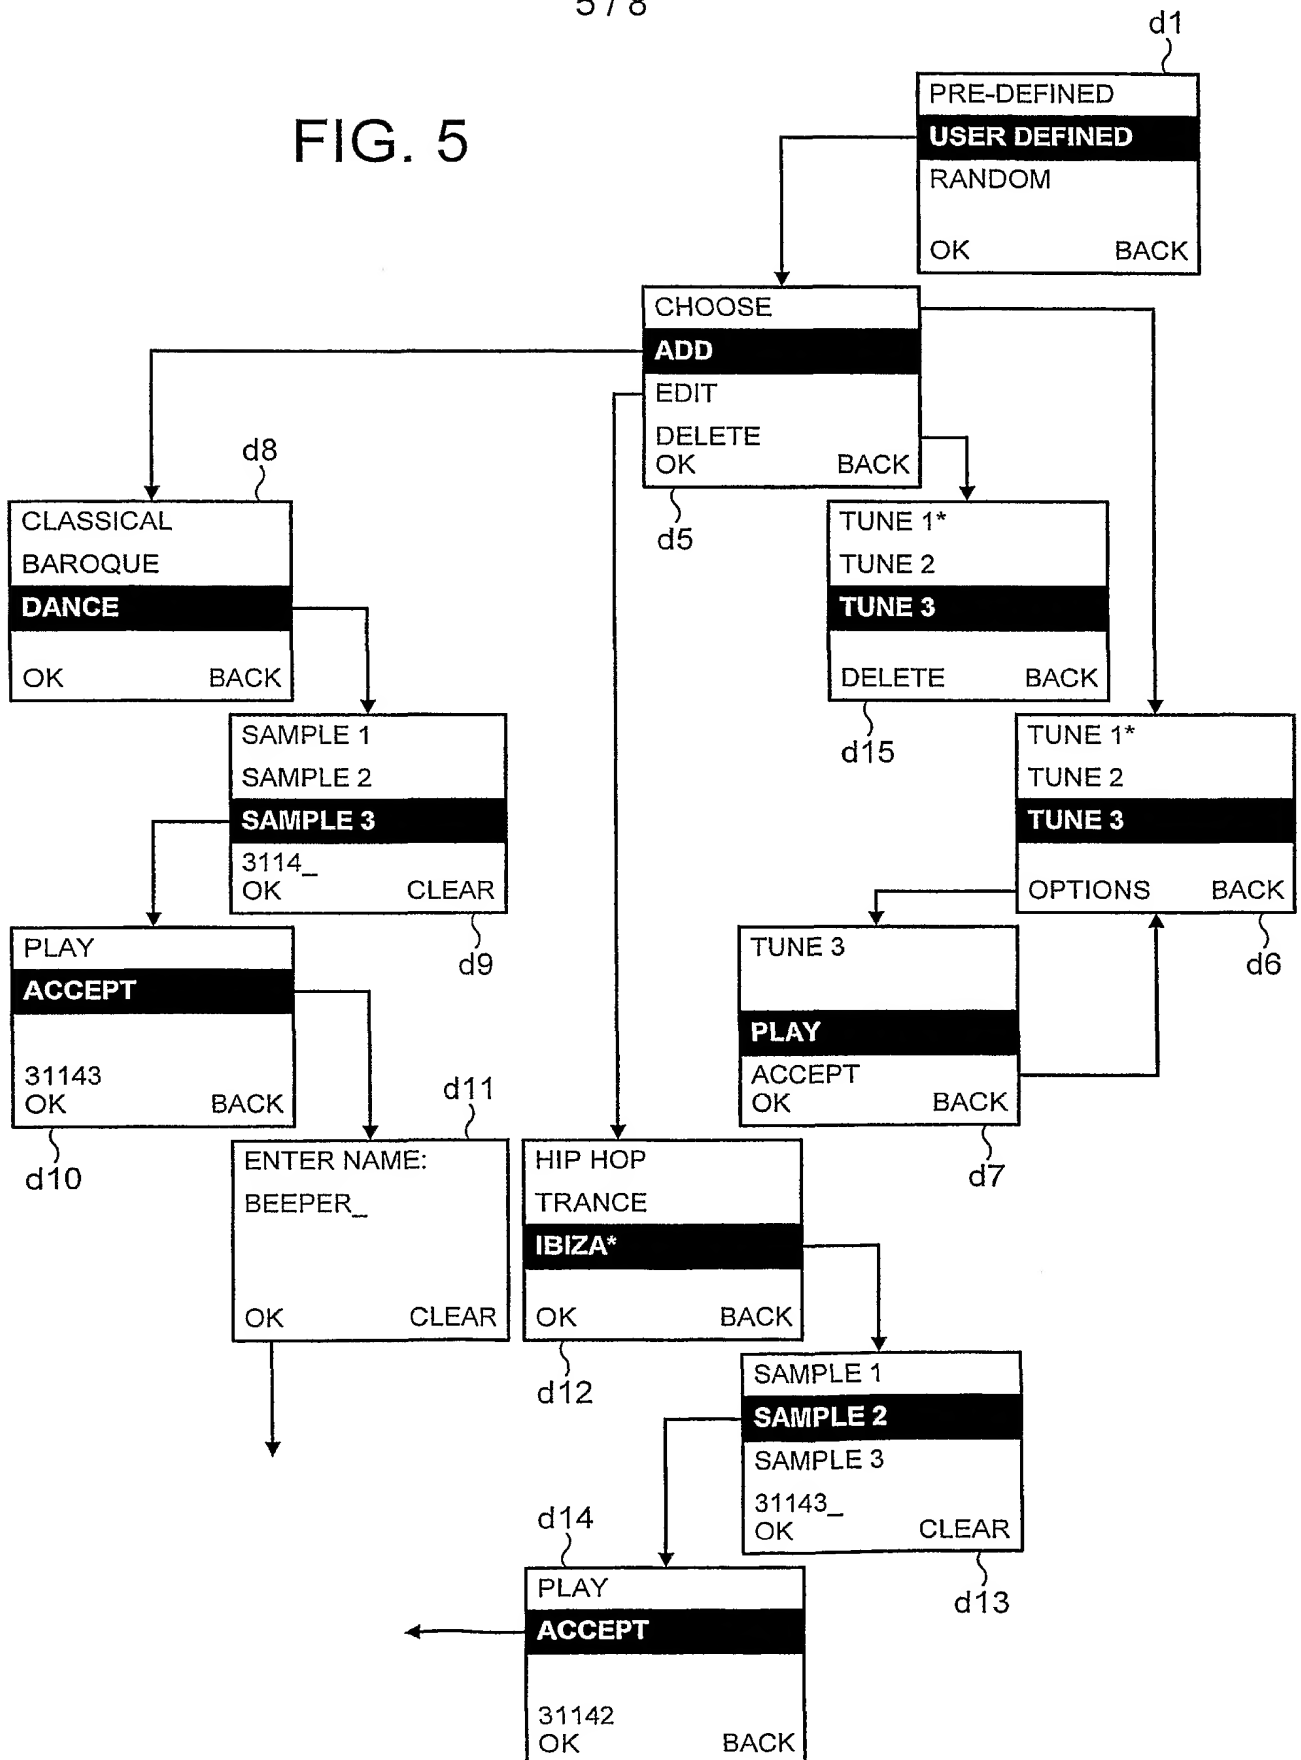 5/8
FIG. 5
d1
PRE-DEFINED
USER DEFINED
RANDOM
OK BACK
CHOOSE
ADD
EDIT
DELETE
OK BACK
d5
d8
CLASSICAL
BAROQUE
DANCE
OK BACK
TUNE 1*
TUNE 2
TUNE 3
DELETE BACK
d15
SAMPLE 1
SAMPLE 2
SAMPLE 3
3114_
OK CLEAR
d9
TUNE 1*
TUNE 2
TUNE 3
OPTIONS BACK
d6
PLAY
ACCEPT
31143
OK BACK
d10
TUNE 3
PLAY
ACCEPT
OK BACK
d7
d11
ENTER NAME:
BEEPER_
OK CLEAR
HIP HOP
TRANCE
IBIZA*
OK BACK
d12
SAMPLE 1
SAMPLE 2
SAMPLE 3
31143_
OK CLEAR
d13
d14
PLAY
ACCEPT
31142
OK BACK